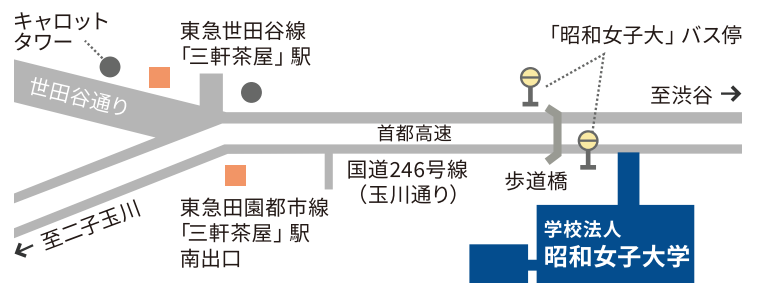 キャロット
タワー
東急世田谷線
「三軒茶屋」駅
「昭和女子大」バス停
世田谷通り
至渋谷
首都高速
国道246号線
（玉川通り）
歩道橋
東急田園都市線
「三軒茶屋」駅
南出口
至二子玉川
学校法人
昭和女子大学